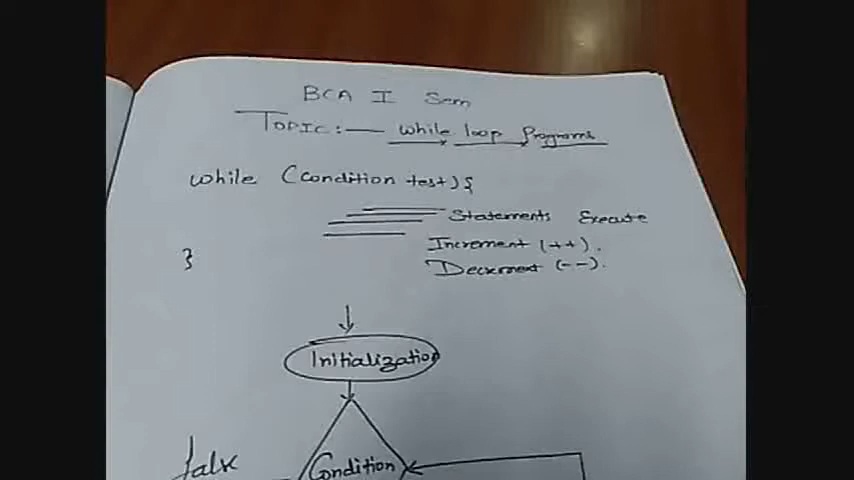 BCA I Sem
TOPIC:— while loop Programs
while (condition test){
Statements Execute
Increment (++).
}
Decrement (--).
Initialization
false
Condition